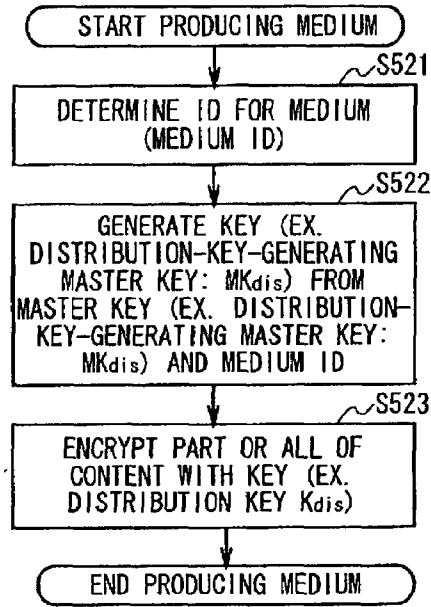 START PRODUCING MEDIUM
S521
DETERMINE ID FOR MEDIUM
(MEDIUM ID)
S522
GENERATE KEY (EX.
DISTRIBUTION-KEY-GENERATING
MASTER KEY: MKdis) FROM
MASTER KEY (EX. DISTRIBUTION-
KEY-GENERATING MASTER KEY:
MKdis) AND MEDIUM ID
S523
ENCRYPT PART OR ALL OF
CONTENT WITH KEY (EX.
DISTRIBUTION KEY Kdis)
END PRODUCING MEDIUM